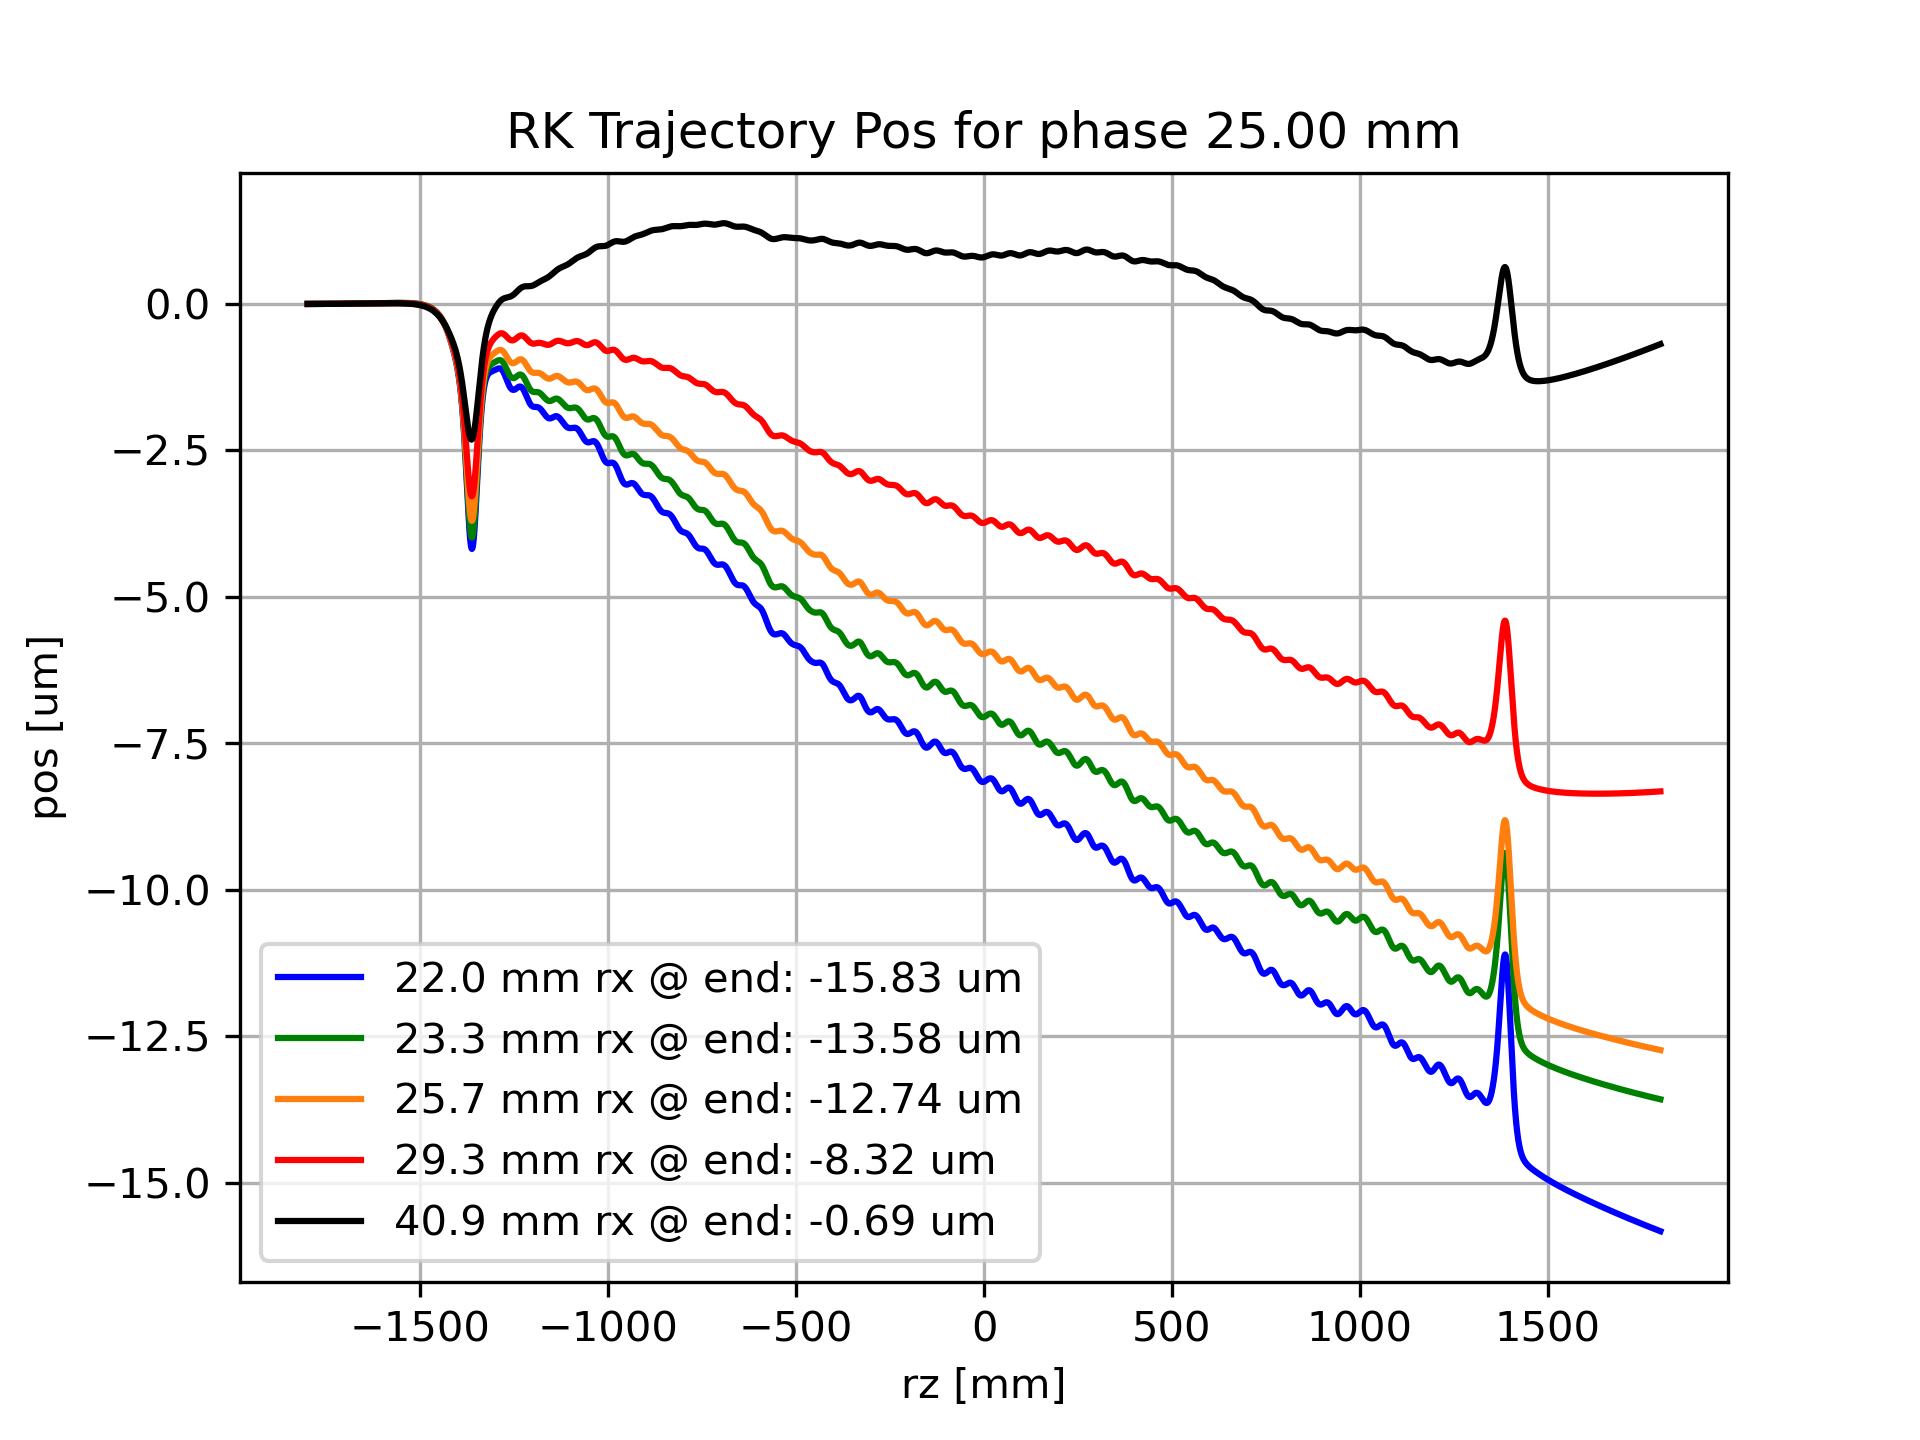 RK Trajectory Pos for phase 25.00 mm
pos [um]
0.0
−2.5
−5.0
−7.5
−10.0
−12.5
−15.0
22.0 mm rx @ end: -15.83 um
23.3 mm rx @ end: -13.58 um
25.7 mm rx @ end: -12.74 um
29.3 mm rx @ end: -8.32 um
40.9 mm rx @ end: -0.69 um
−1500 −1000 −500 0 500 1000 1500
rz [mm]